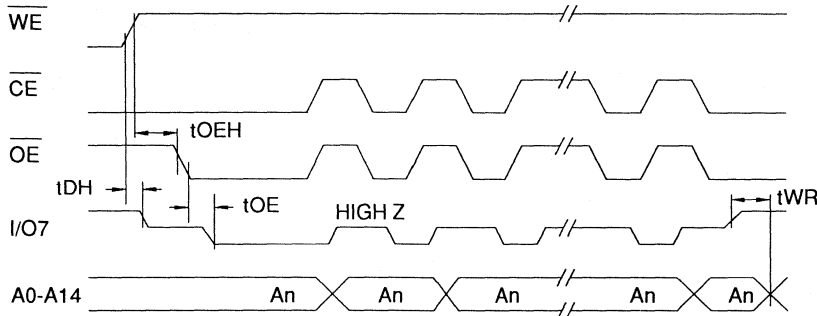 WE
CE
tOEH
OE
tDH
tOE
HIGH Z
tWR
I/O7
A0-A14 An An An An An